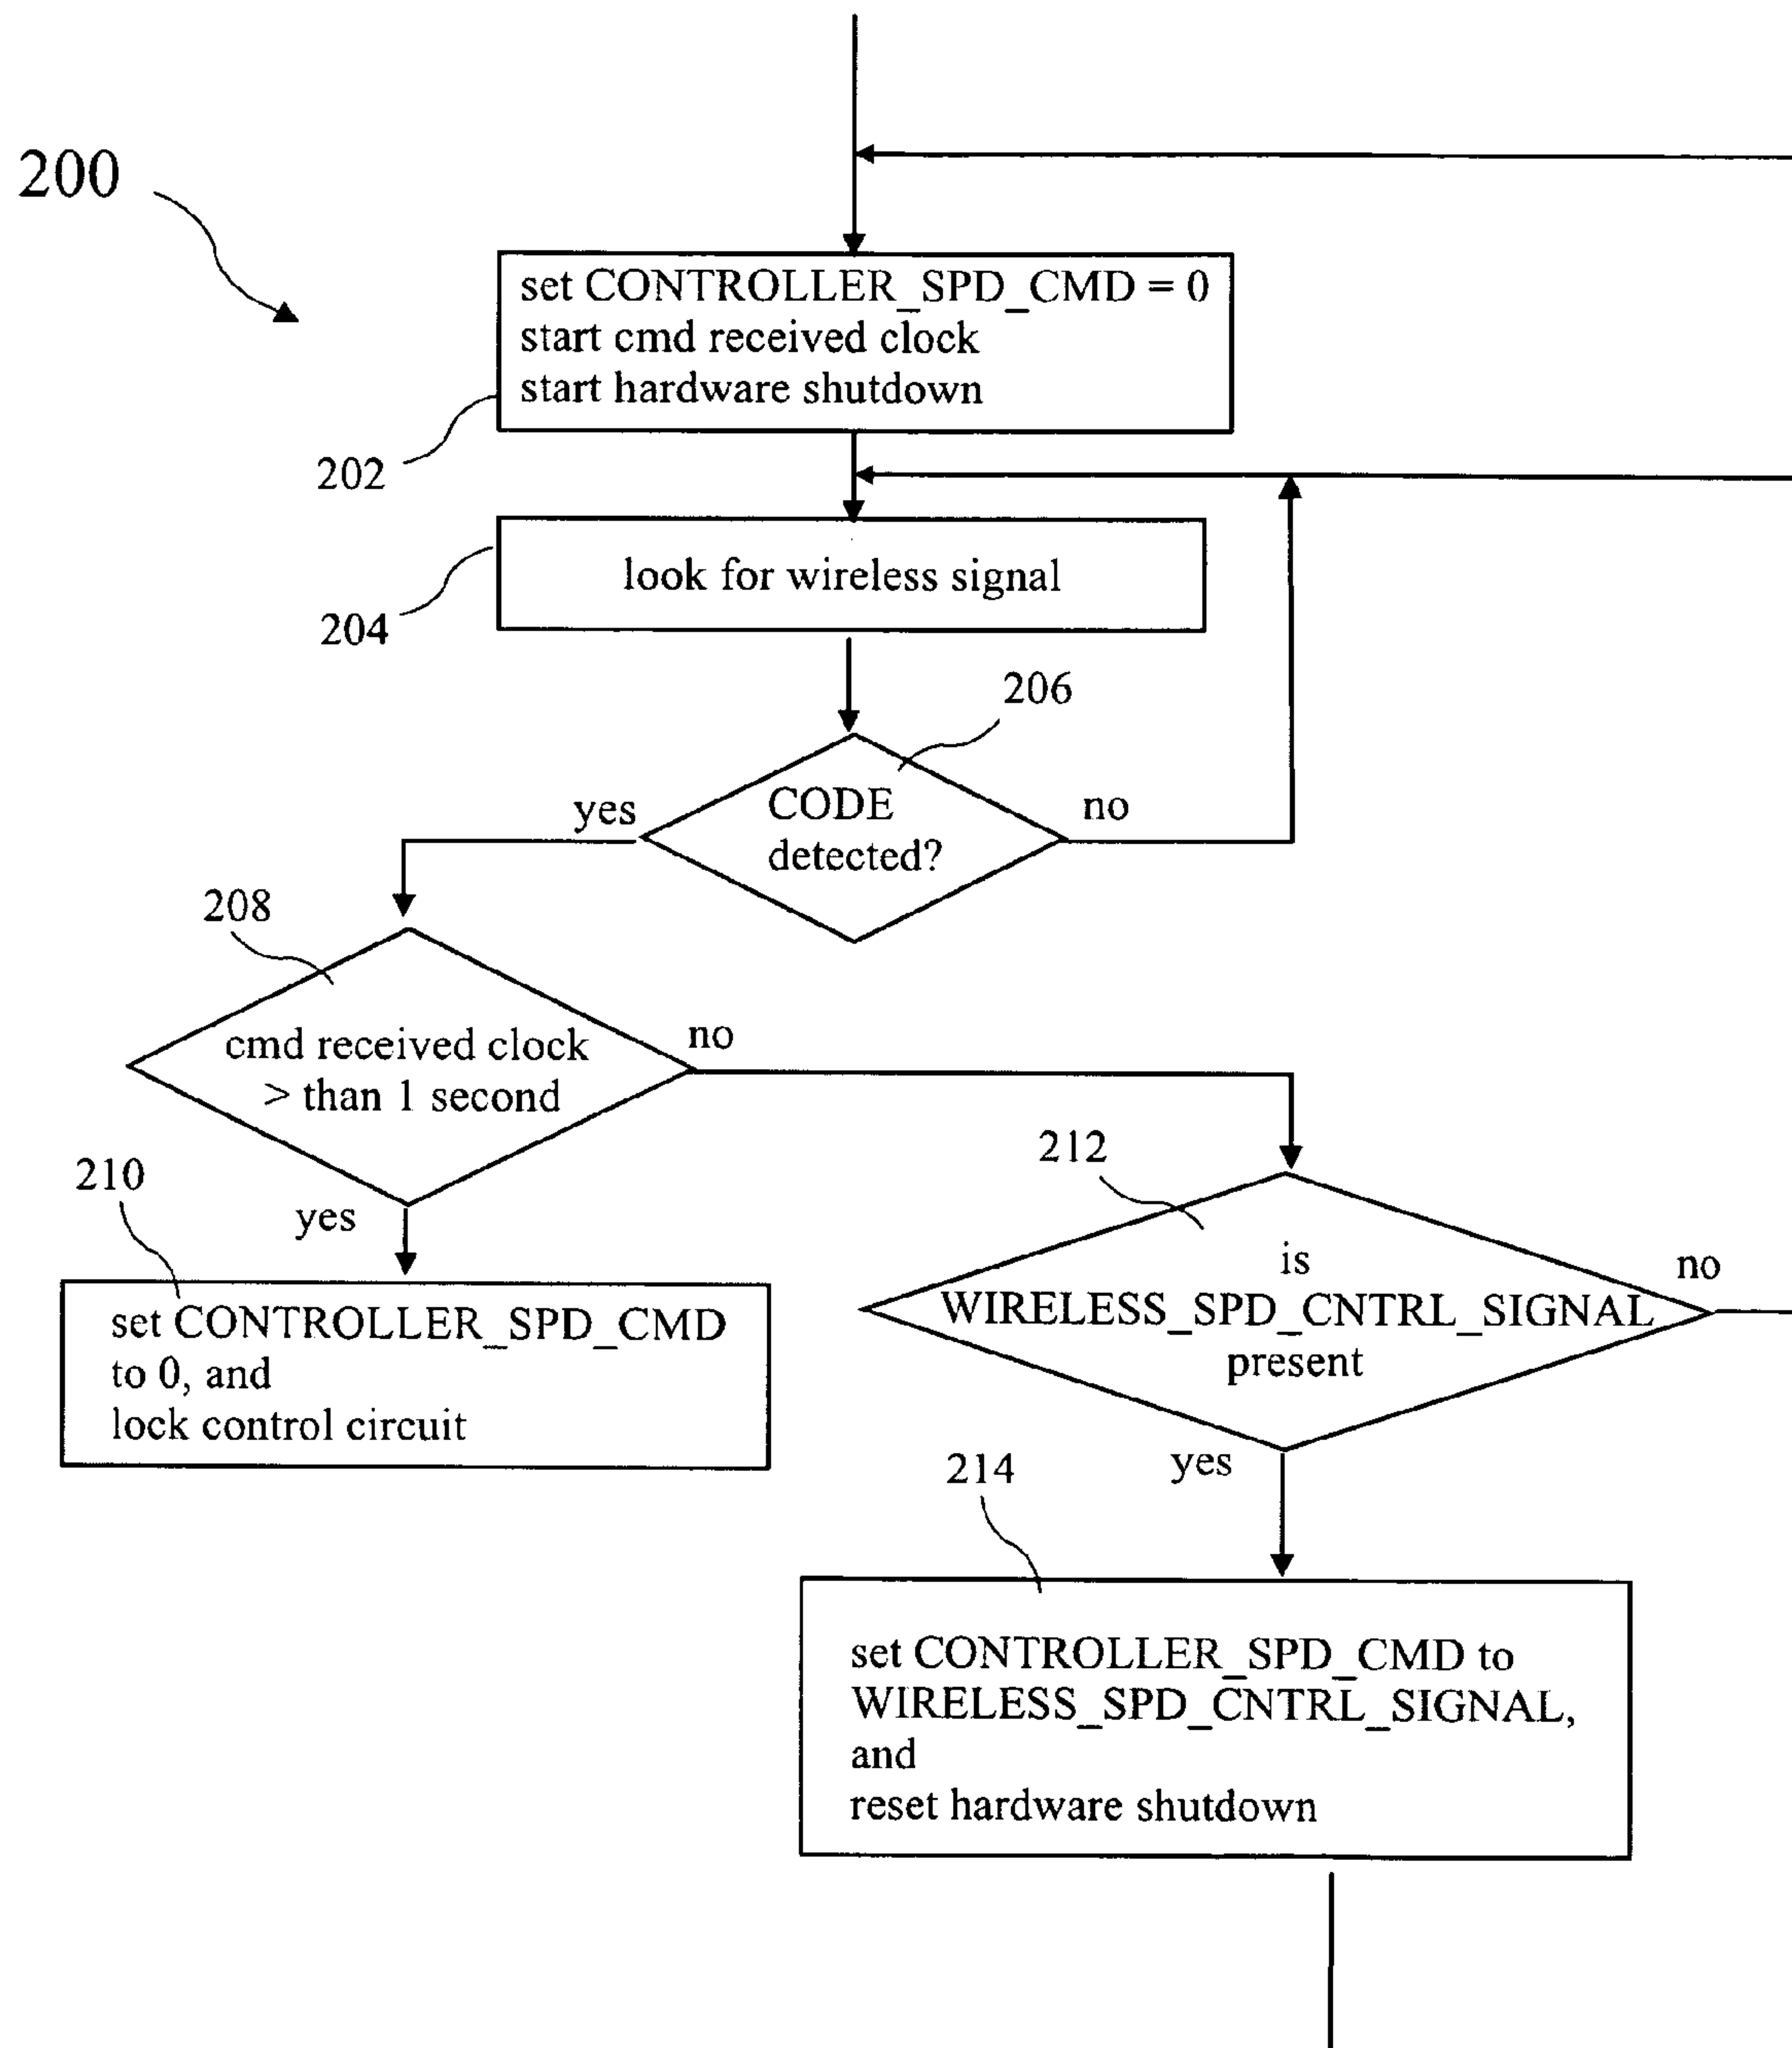 200
set CONTROLLER_SPD_CMD = 0
start cmd received clock
start hardware shutdown
202
look for wireless signal
204
206
CODE
detected?
yes
no
208
cmd received clock
> than 1 second
no
yes
210
set CONTROLLER_SPD_CMD
to 0, and
lock control circuit
212
is
WIRELESS_SPD_CNTRL_SIGNAL
present
no
yes
214
set CONTROLLER_SPD_CMD to
WIRELESS_SPD_CNTRL_SIGNAL,
and
reset hardware shutdown